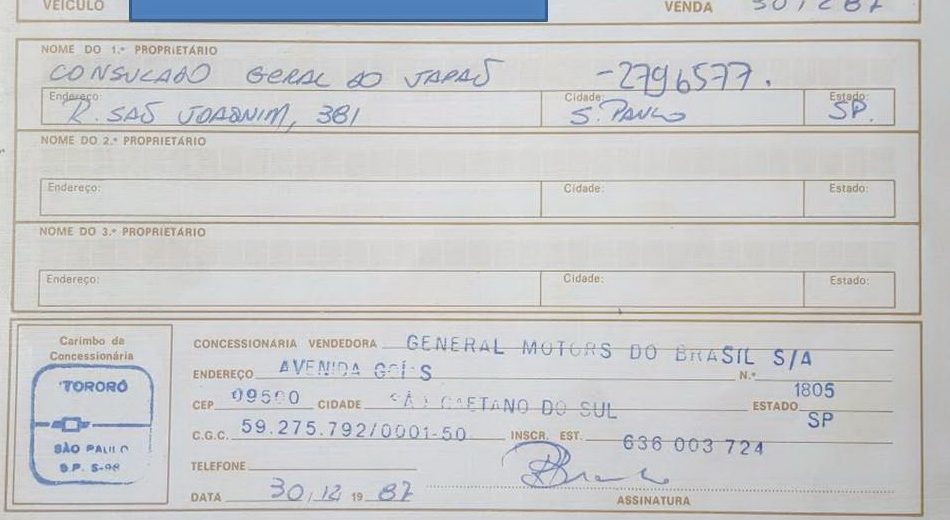 VEÍCULO VENDA 30/12 87
NOME DO 1.º PROPRIETÁRIO
CONSULADO GERAL DO JAPAÕ -2796577.
Endereço: Cidade: Estado:
R. SAÕ JOAQUIM, 381 S. PAULO SP.
NOME DO 2.º PROPRIETÁRIO
Endereço: Cidade: Estado:
NOME DO 3.º PROPRIETÁRIO
Endereço: Cidade: Estado:
Carimbo da
Concessionária
TORORÓ
SÃO PAULO
S.P.
CONCESSIONÁRIA VENDEDORA GENERAL MOTORS DO BRASIL S/A
ENDEREÇO AVENIDA GOIÁS N.º 1805
CEP 09500 CIDADE SÃO CAETANO DO SUL ESTADO SP
C.G.C. 59.275.792/0001-50 INSCR. EST. 636 003 724
TELEFONE
DATA 30/12 19 87
ASSINATURA